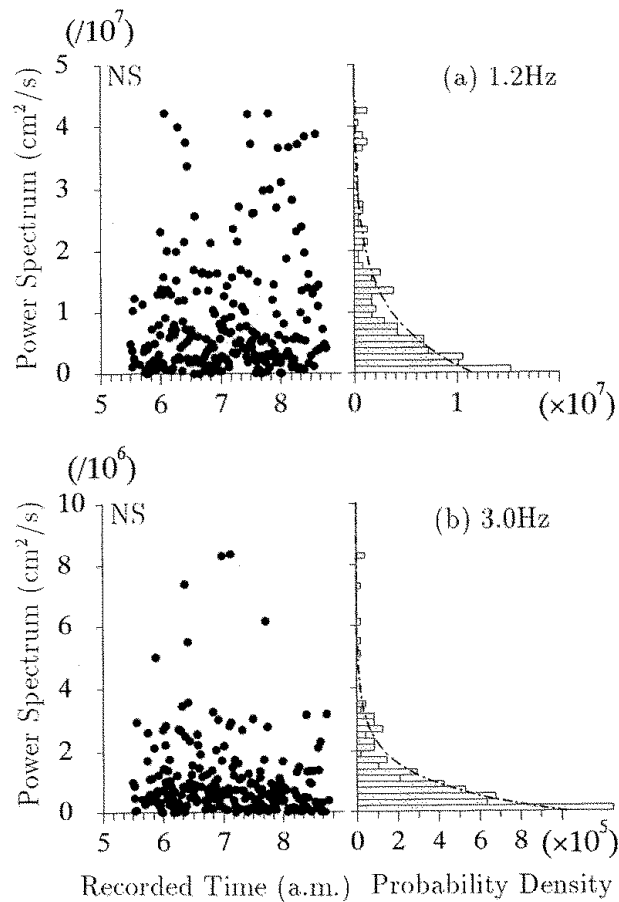 (/10⁷)
Power Spectrum (cm²/s)
5
4
3
2
1
0
NS
(a) 1.2Hz
5 6 7 8
0 1 (×10⁷)
(/10⁶)
Power Spectrum (cm²/s)
10
8
6
4
2
0
NS
(b) 3.0Hz
5 6 7 8
0 2 4 6 8 (×10⁵)
Recorded Time (a.m.) Probability Density